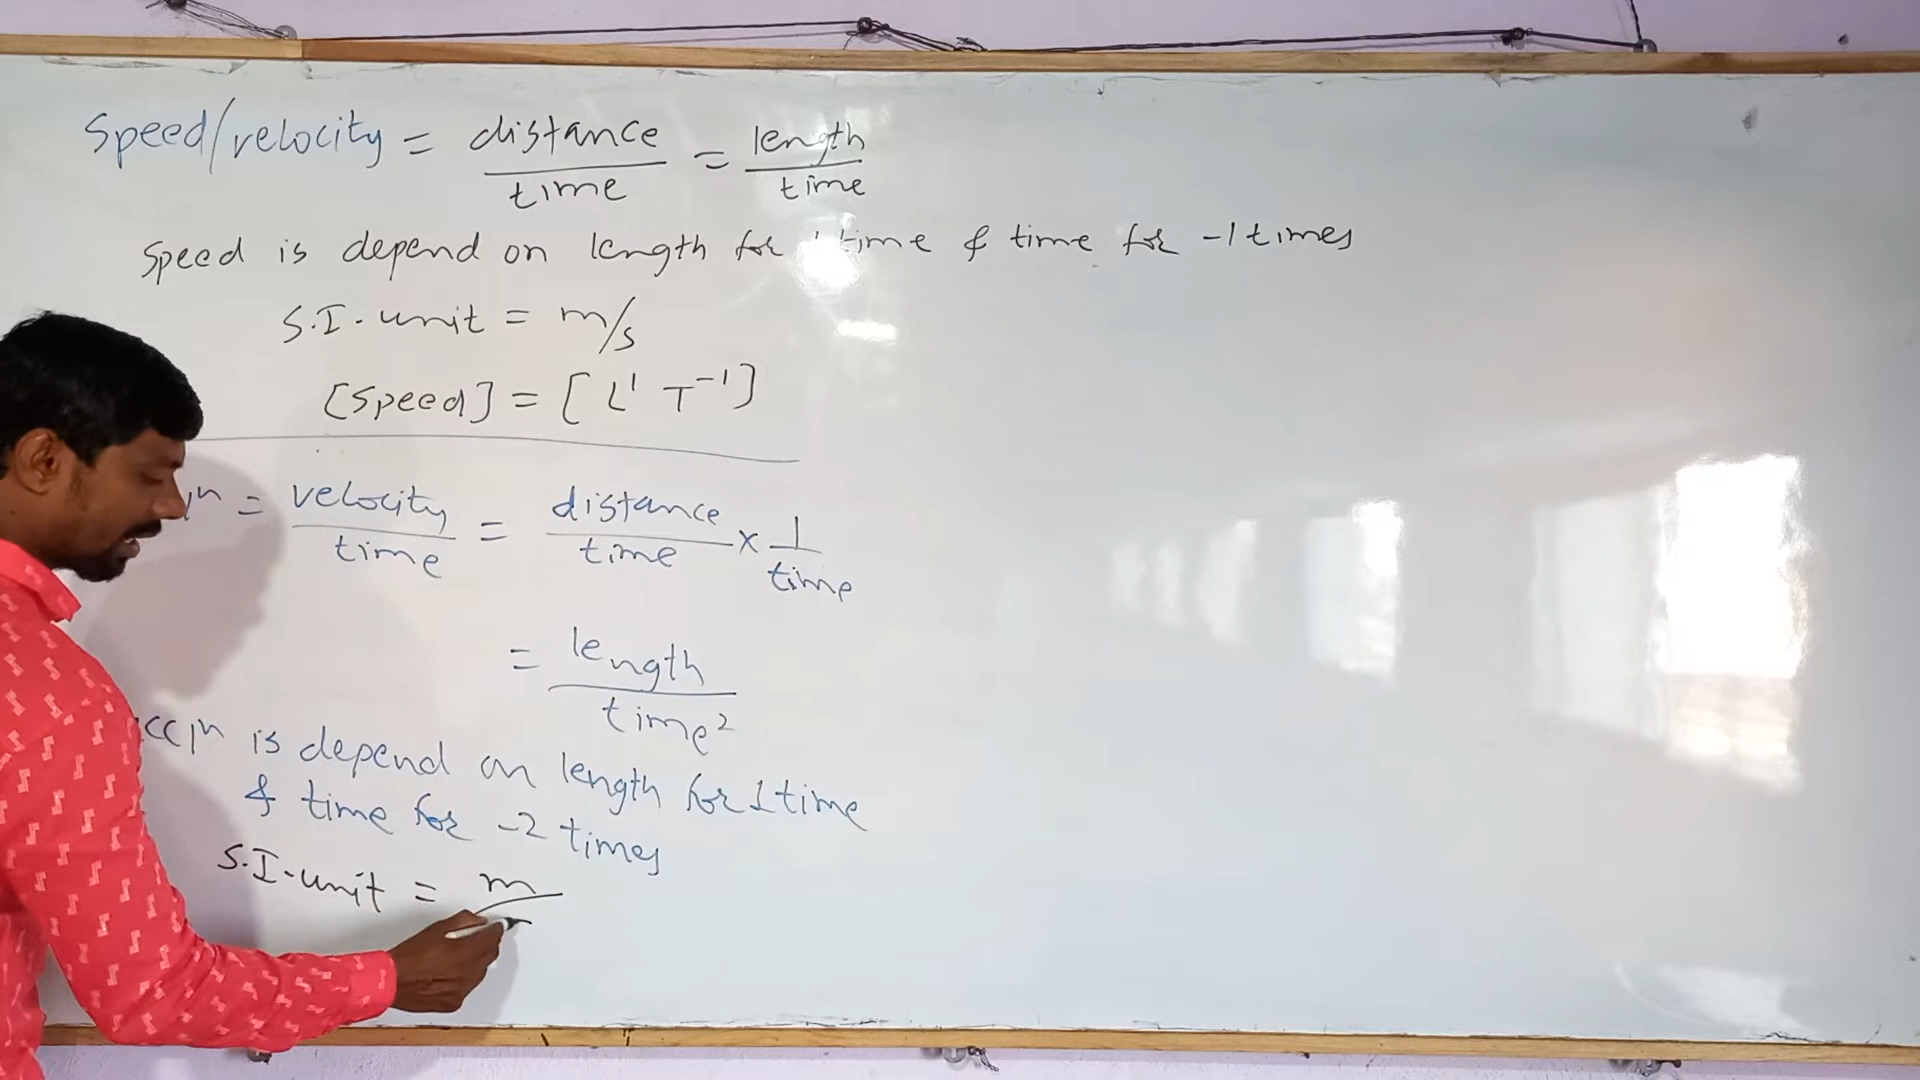 Speed/velocity = distance/time = length/time
Speed is depend on length for 1 time & time for -1 times
S.I. unit = m/s
[Speed] = [L¹ T⁻¹]
= velocity/time = distance/time × 1/time
= length/time²
is depend on length for 1 time
& time for -2 times
S.I. unit = m